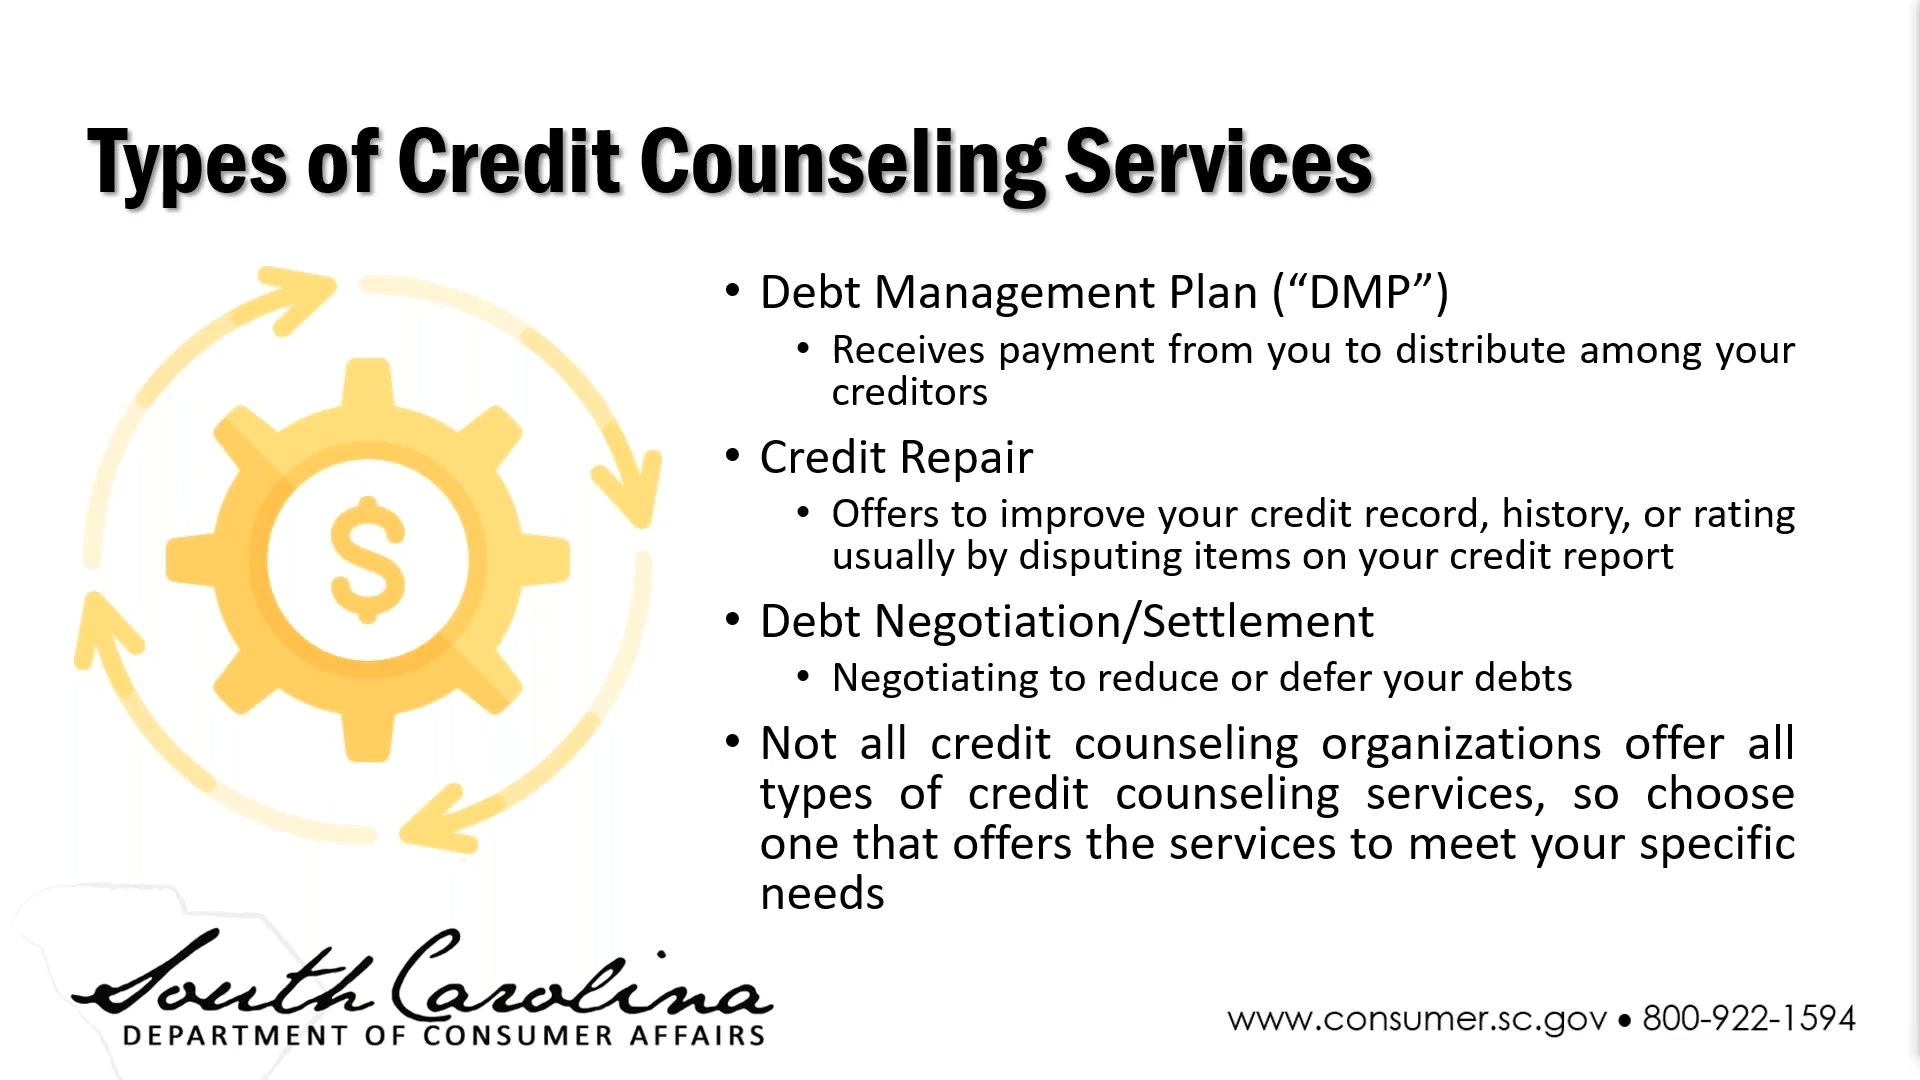 Types of Credit Counseling Services
• Debt Management Plan (“DMP”)
• Receives payment from you to distribute among your
creditors
• Credit Repair
• Offers to improve your credit record, history, or rating
usually by disputing items on your credit report
• Debt Negotiation/Settlement
• Negotiating to reduce or defer your debts
• Not all credit counseling organizations offer all
types of credit counseling services, so choose
one that offers the services to meet your specific
needs
$
South Carolina
DEPARTMENT OF CONSUMER AFFAIRS
www.consumer.sc.gov • 800-922-1594